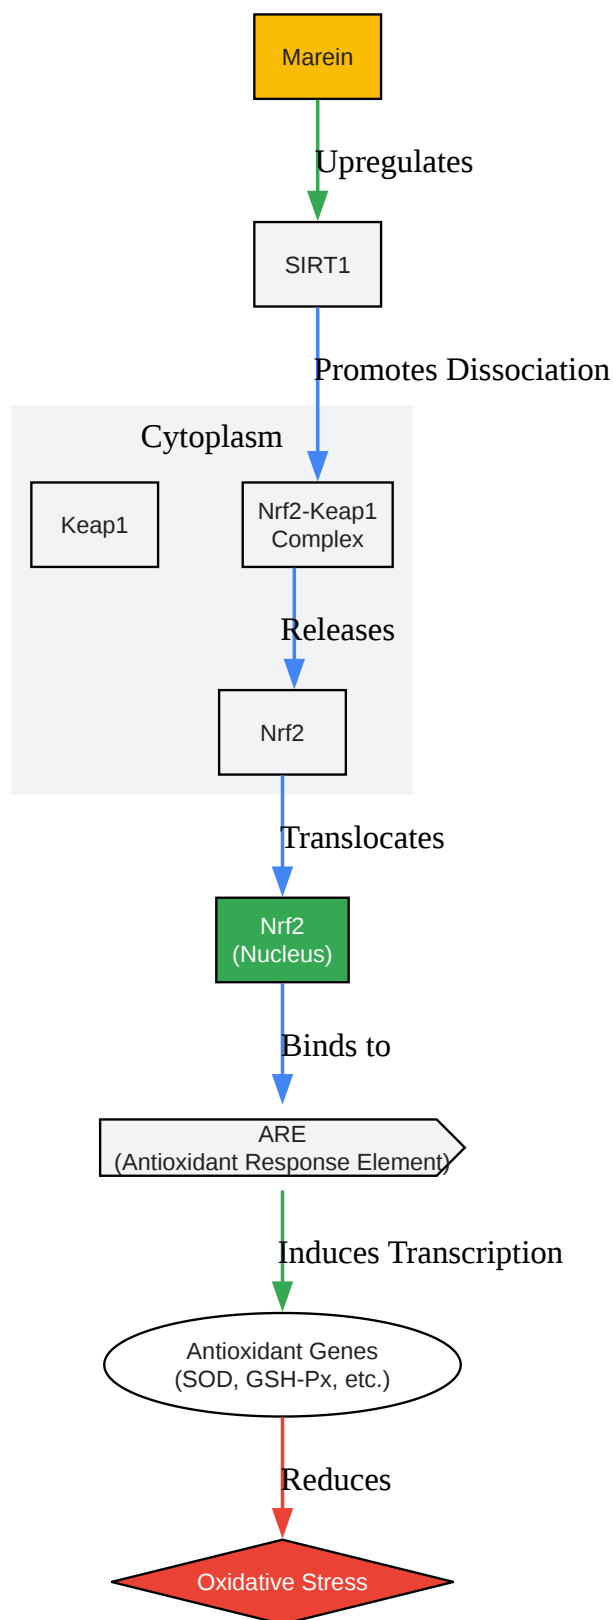 Marein
Upregulates
SIRT1
Promotes Dissociation
Cytoplasm
Keap1
Nrf2-Keap1
Complex
Releases
Nrf2
Translocates
Nrf2
(Nucleus)
Binds to
ARE
(Antioxidant Response Element)
Induces Transcription
Antioxidant Genes
(SOD, GSH-Px, etc.)
Reduces
Oxidative Stress